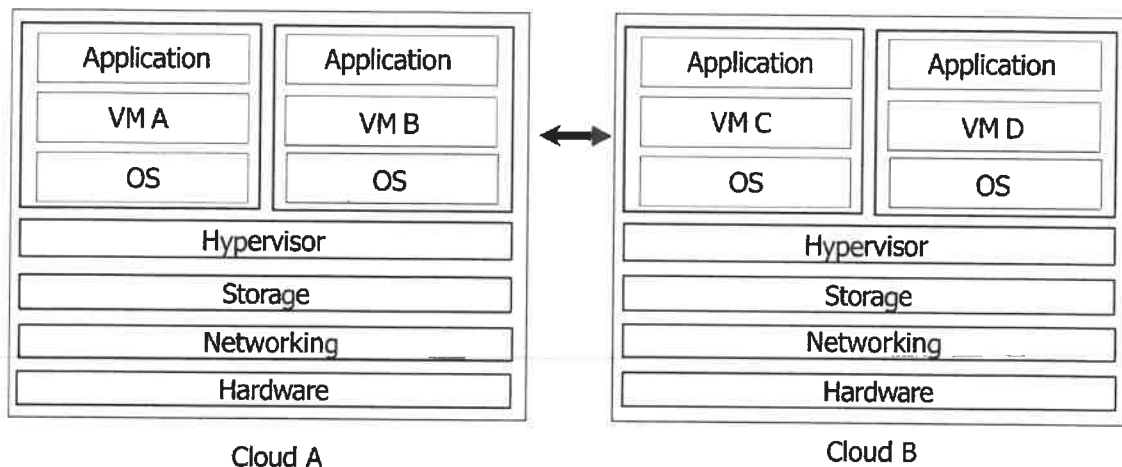 Application
Application
VM A
VM B
OS
OS
Hypervisor
Storage
Networking
Hardware
Cloud A
Application
Application
VM C
VM D
OS
OS
Hypervisor
Storage
Networking
Hardware
Cloud B